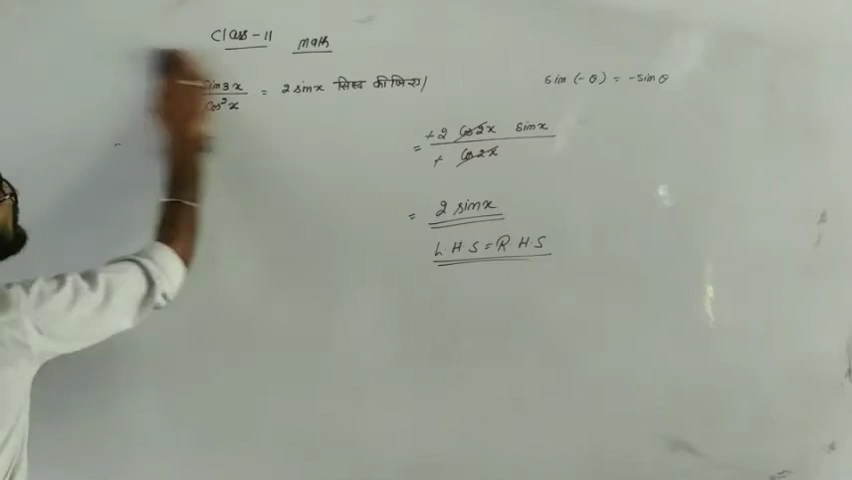 Class-11 Math
sin3x / cos²x = 2 sinx सिद्ध कीजिए/
sin (-θ) = -sinθ
= + 2 cos2x sinx / + cos2x
= 2 sinx
L.H.S = R.H.S